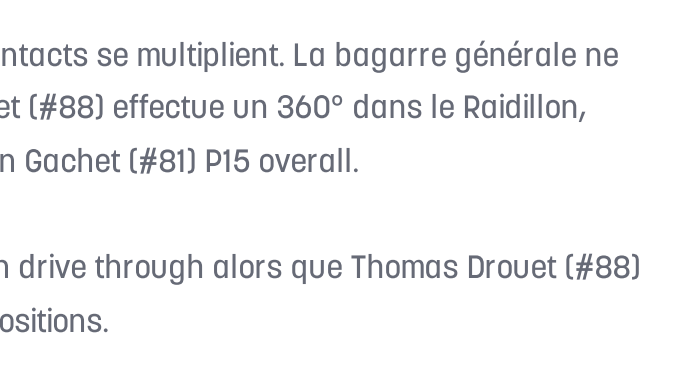 ntacts se multiplient. La bagarre générale ne
et (#88) effectue un 360° dans le Raidillon,
n Gachet (#81) P15 overall.
n drive through alors que Thomas Drouet (#88)
ositions.